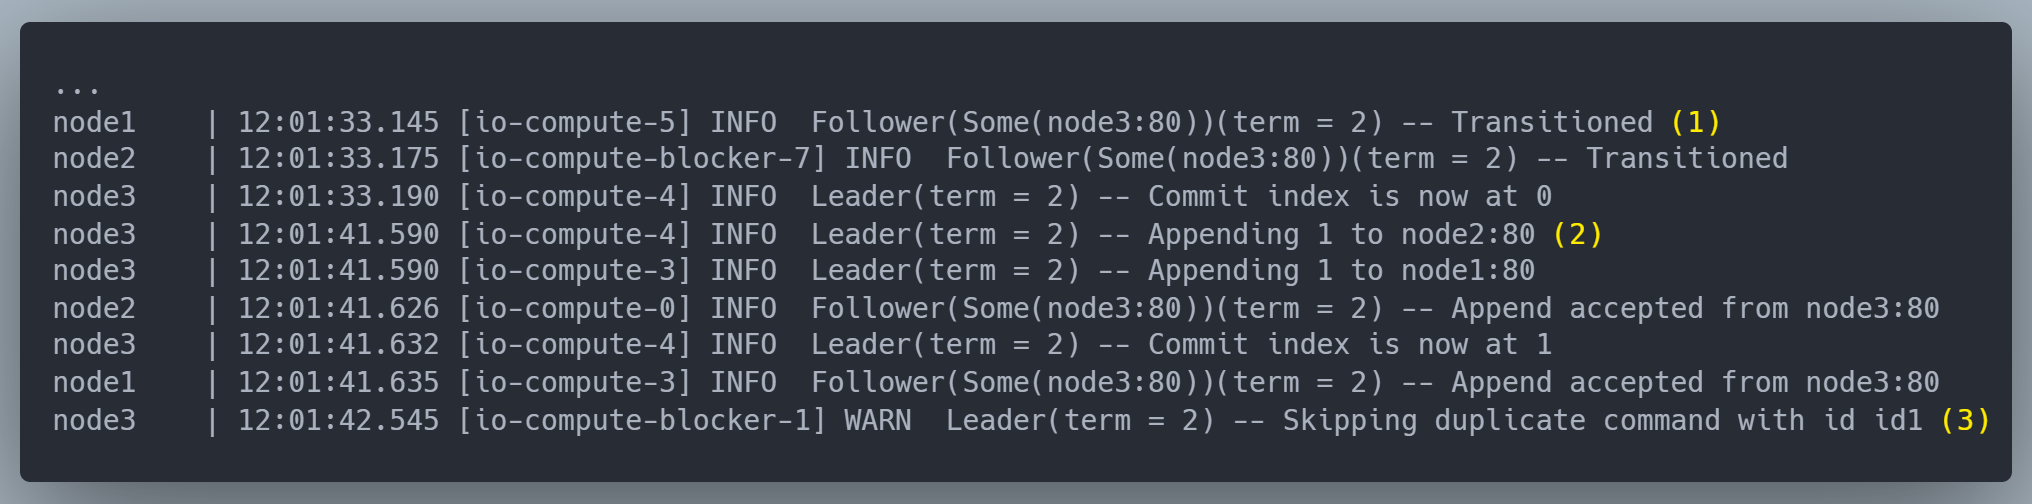 ...
node1    | 12:01:33.145 [io-compute-5] INFO  Follower(Some(node3:80))(term = 2) -- Transitioned (1)
node2    | 12:01:33.175 [io-compute-blocker-7] INFO  Follower(Some(node3:80))(term = 2) -- Transitioned
node3    | 12:01:33.190 [io-compute-4] INFO  Leader(term = 2) -- Commit index is now at 0
node3    | 12:01:41.590 [io-compute-4] INFO  Leader(term = 2) -- Appending 1 to node2:80 (2)
node3    | 12:01:41.590 [io-compute-3] INFO  Leader(term = 2) -- Appending 1 to node1:80
node2    | 12:01:41.626 [io-compute-0] INFO  Follower(Some(node3:80))(term = 2) -- Append accepted from node3:80
node3    | 12:01:41.632 [io-compute-4] INFO  Leader(term = 2) -- Commit index is now at 1
node1    | 12:01:41.635 [io-compute-3] INFO  Follower(Some(node3:80))(term = 2) -- Append accepted from node3:80
node3    | 12:01:42.545 [io-compute-blocker-1] WARN  Leader(term = 2) -- Skipping duplicate command with id id1 (3)